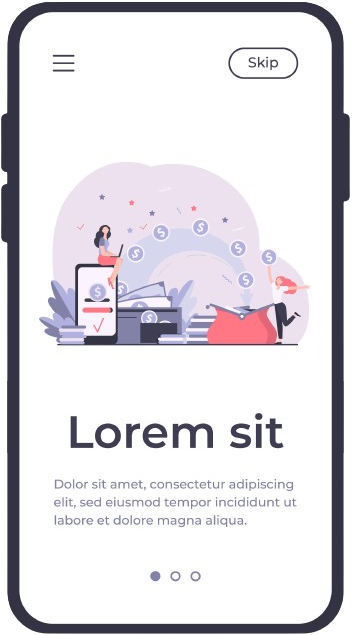 Skip
$ $ $ $ $ $ $ $ $
Lorem sit
Dolor sit amet, consectetur adipiscing
elit, sed eiusmod tempor incididunt ut
labore et dolore magna aliqua.